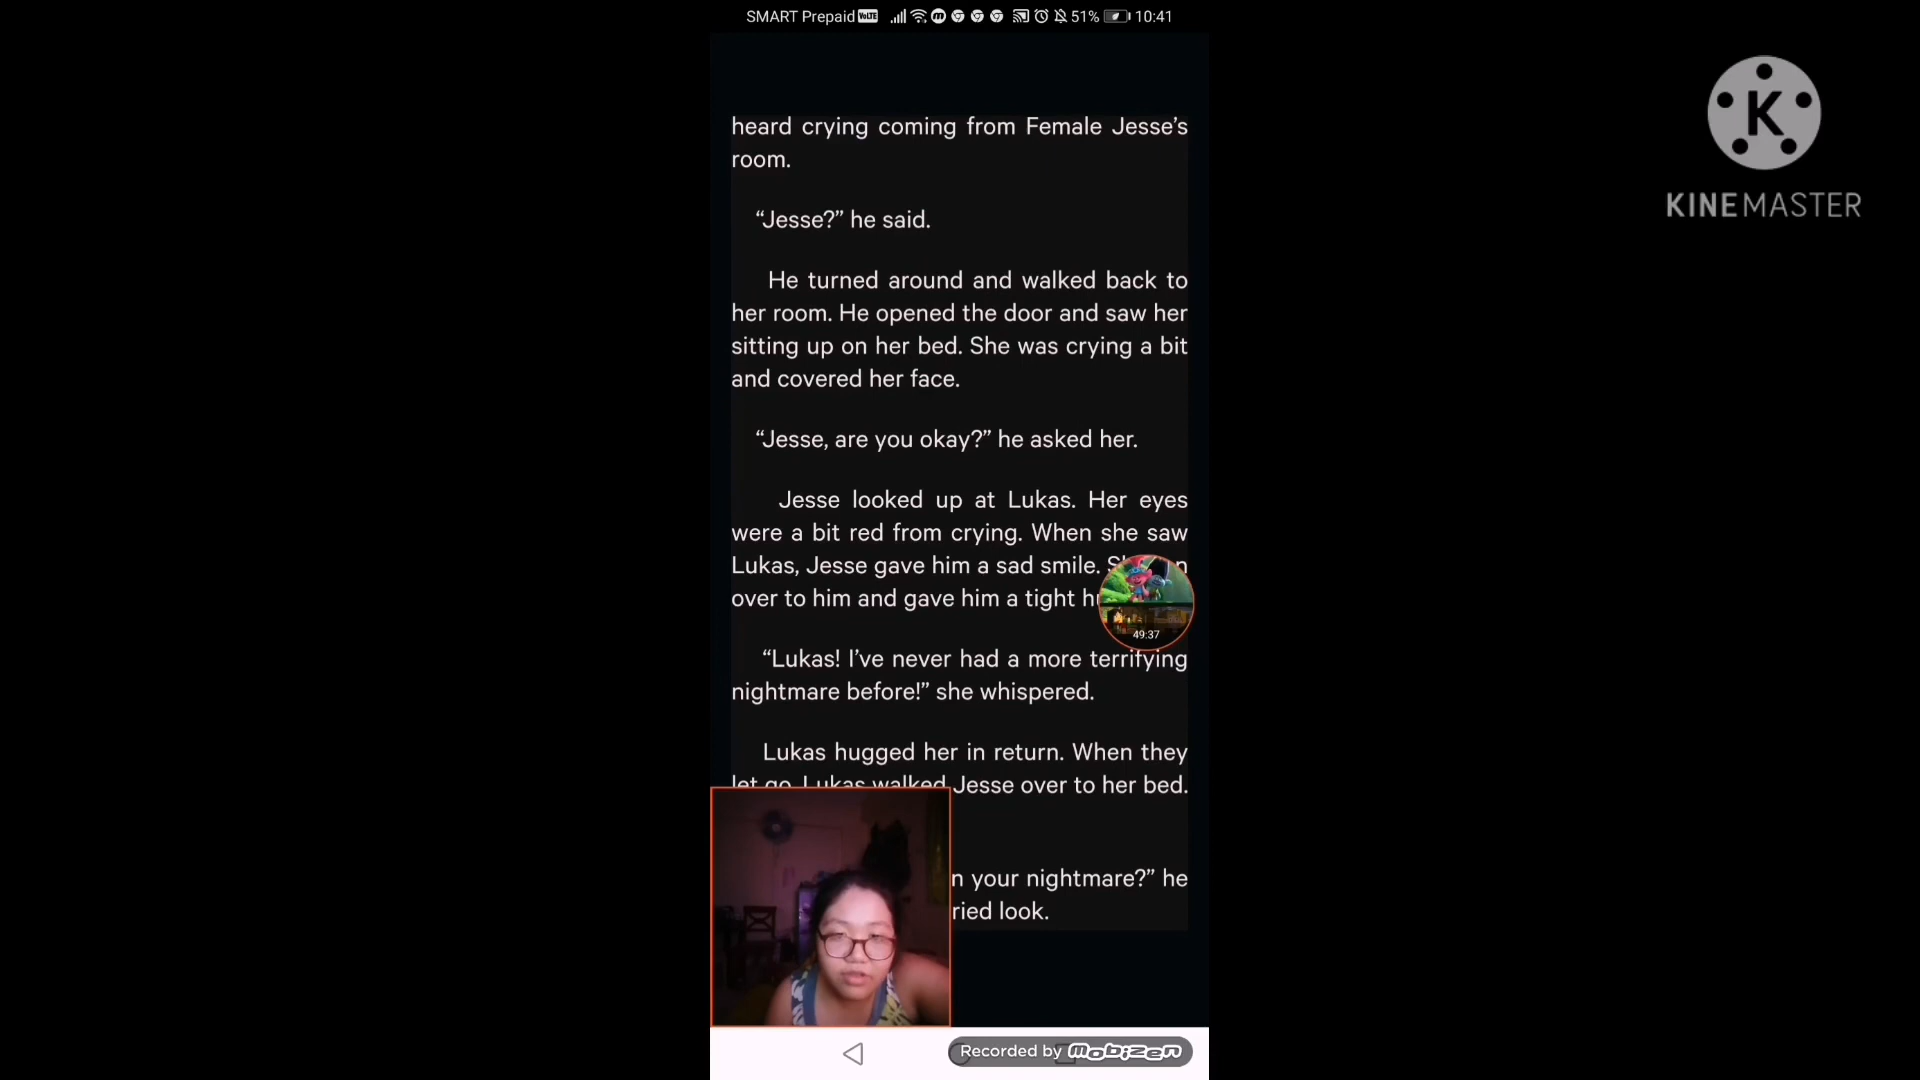 SMART Prepaid VoLTE 51% 10:41
heard crying coming from Female Jesse’s
room.
“Jesse?” he said.
He turned around and walked back to
her room. He opened the door and saw her
sitting up on her bed. She was crying a bit
and covered her face.
“Jesse, are you okay?” he asked her.
Jesse looked up at Lukas. Her eyes
were a bit red from crying. When she saw
Lukas, Jesse gave him a sad smile.
over to him and gave him a tight
49:37
“Lukas! I’ve never had a more terrifying
nightmare before!” she whispered.
Lukas hugged her in return. When they
let go, Lukas walked Jesse over to her bed.
your nightmare?” he
look.
Recorded by mobizen
K
KINEMASTER